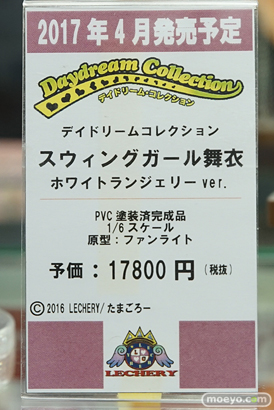 2017年4月発売予定
Daydream Collection
デイドリーム・コレクション
デイドリームコレクション
スウィングガール舞衣
ホワイトランジェリーver.
PVC塗装済完成品
1/6スケール
原型：ファンライト
予価：17800円（税抜）
©2016 LECHERY/たまごろー
LECHERY
moeyo.com